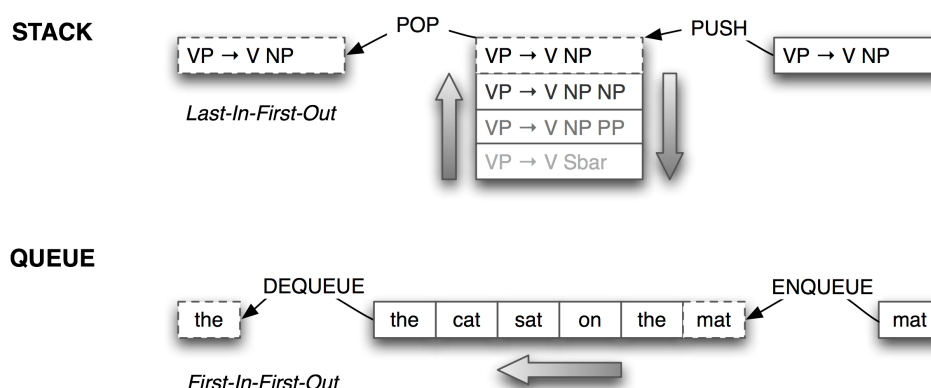 STACK
POP
PUSH
VP → V NP
VP → V NP
VP → V NP
Last-In-First-Out
VP → V NP NP
VP → V NP PP
VP → V Sbar
QUEUE
DEQUEUE
ENQUEUE
the
the cat sat on the mat
mat
First-In-First-Out